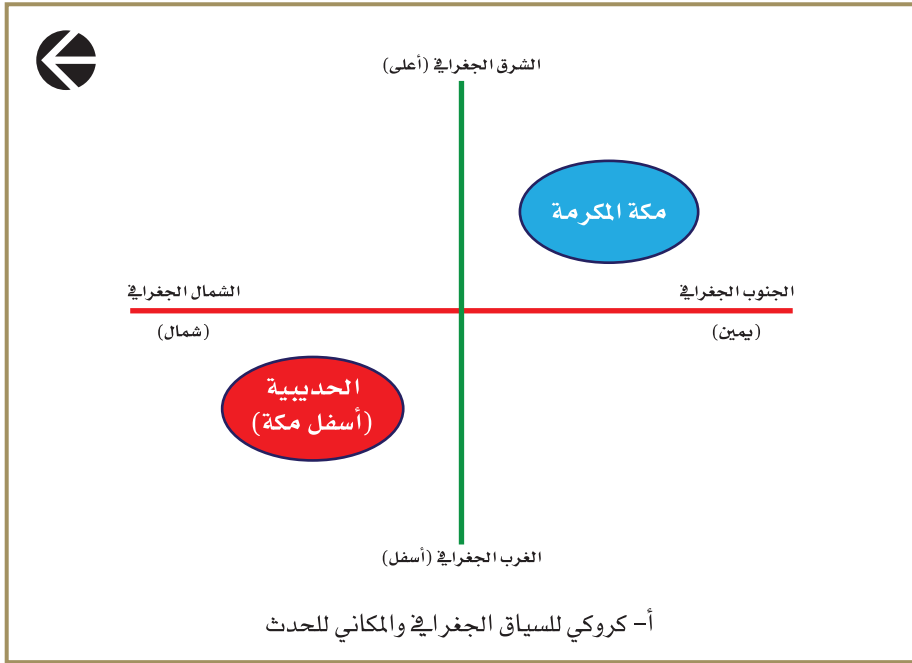 الشرق الجغرافي (أعلى)
مكة المكرمة
الجنوب الجغرافي
الشمال الجغرافي
(يمين)
(شمال)
الحديبية
(أسفل مكة)
الغرب الجغرافي (أسفل)
أ- كروكي للسياق الجغرافي والمكاني للحدث